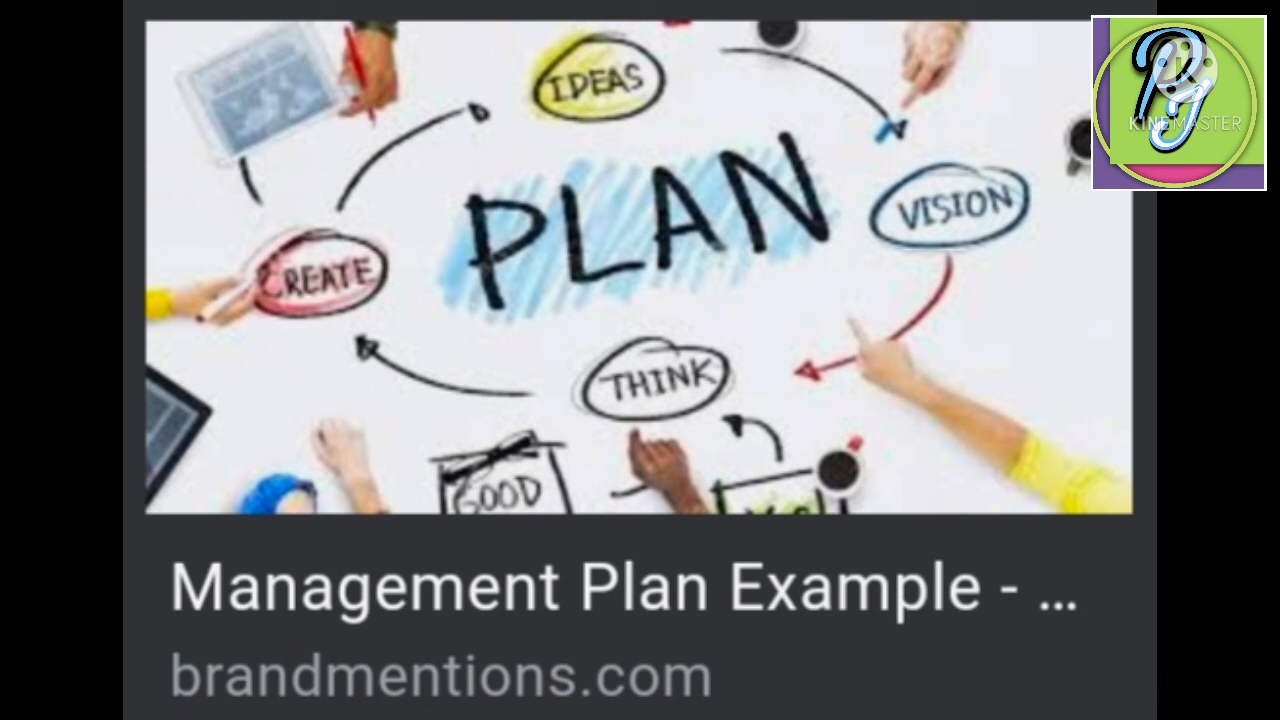 IDEAS
PLAN
VISION
CREATE
THINK
GOOD
KINEMASTER
Management Plan Example - ...
brandmentions.com